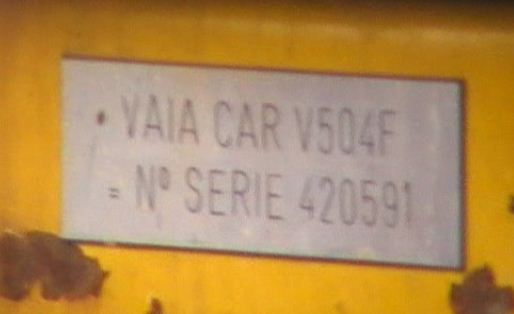 • VAIA CAR V504F
= Nº SERIE 420591